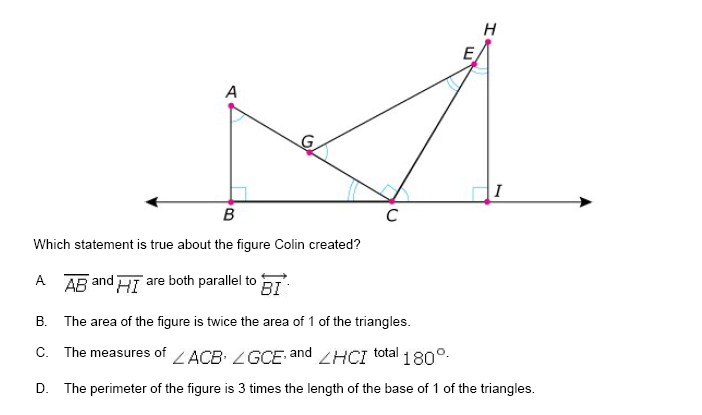 H
E
A
G
I
B
C
Which statement is true about the figure Colin created?
A AB and HI are both parallel to BI.
B. The area of the figure is twice the area of 1 of the triangles.
C. The measures of ∠ACB, ∠GCE, and ∠HCI total 180°.
D. The perimeter of the figure is 3 times the length of the base of 1 of the triangles.